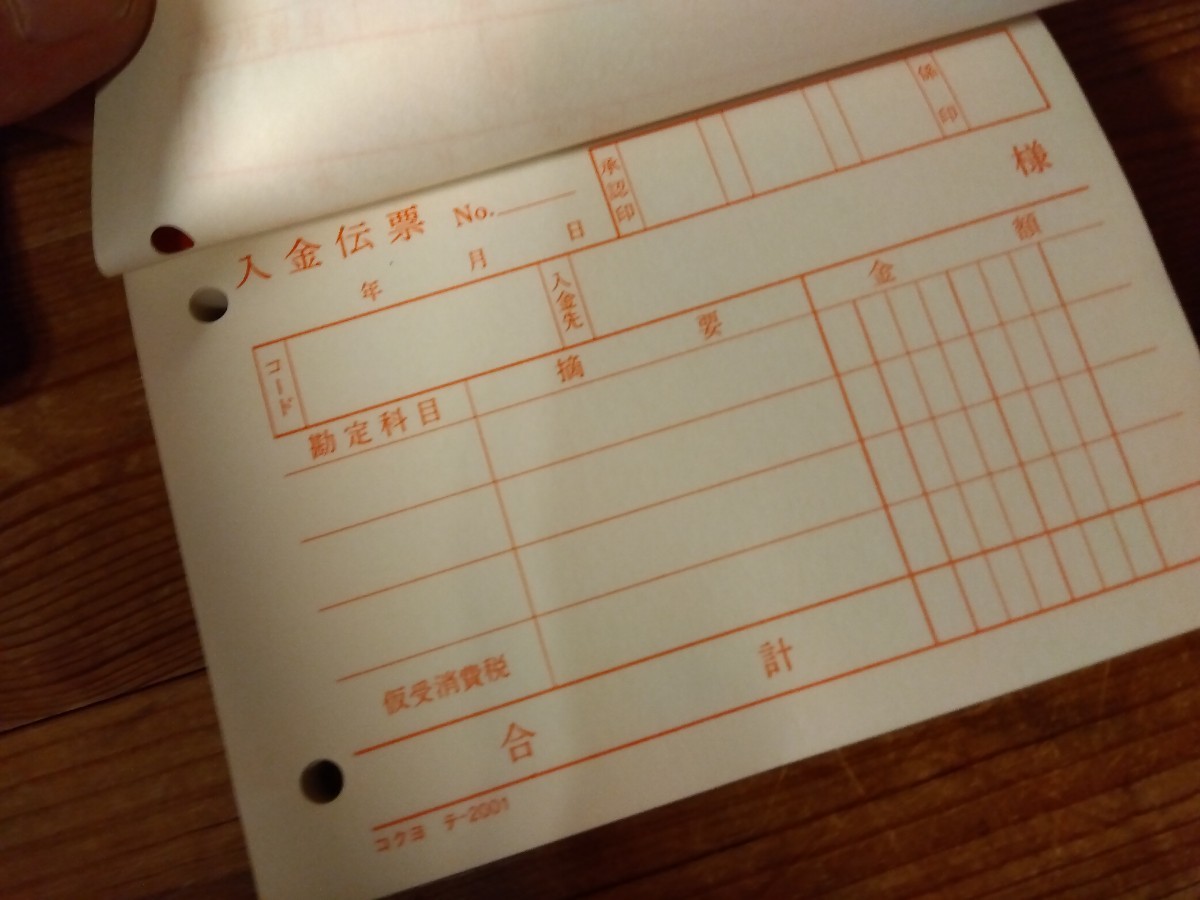 入金伝票 No.
年 月 日
承認印
係印
コード
入金先
様
勘定科目
摘要
金額
仮受消費税
合計
コクヨ テ-2001